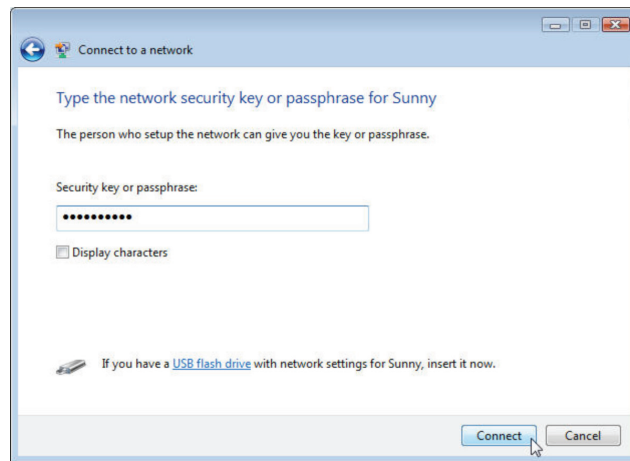 Connect to a network
Type the network security key or passphrase for Sunny
The person who setup the network can give you the key or passphrase.
Security key or passphrase:
••••••••••
Display characters
If you have a USB flash drive with network settings for Sunny, insert it now.
Connect Cancel